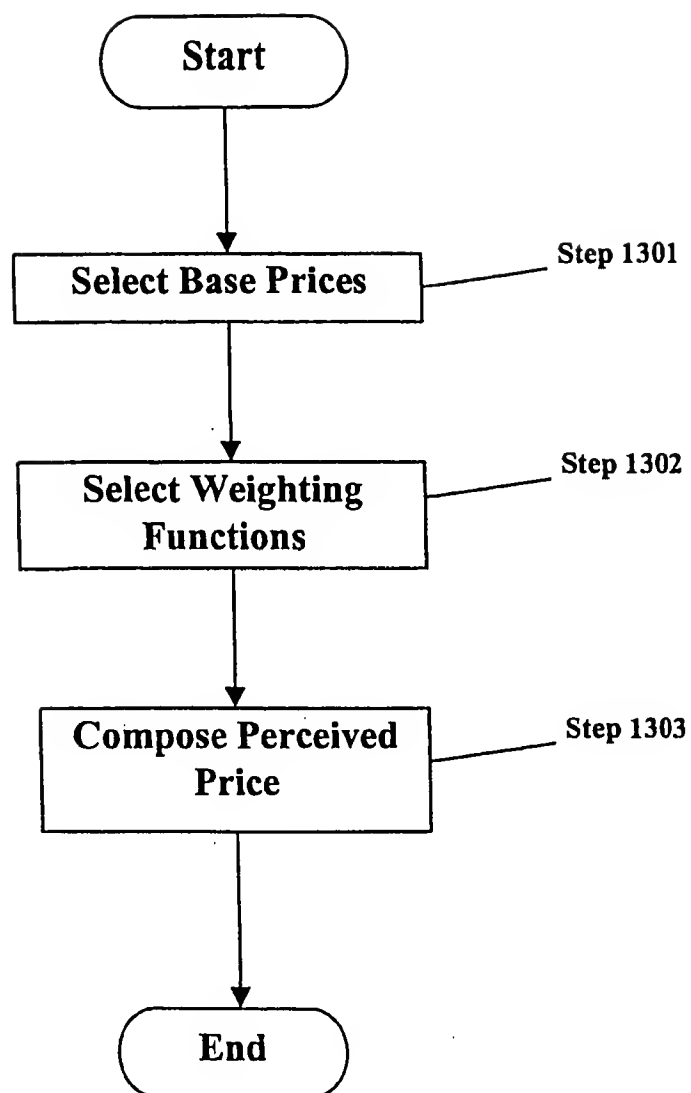 Start
Select Base Prices
Step 1301
Select Weighting
Functions
Step 1302
Compose Perceived
Price
Step 1303
End